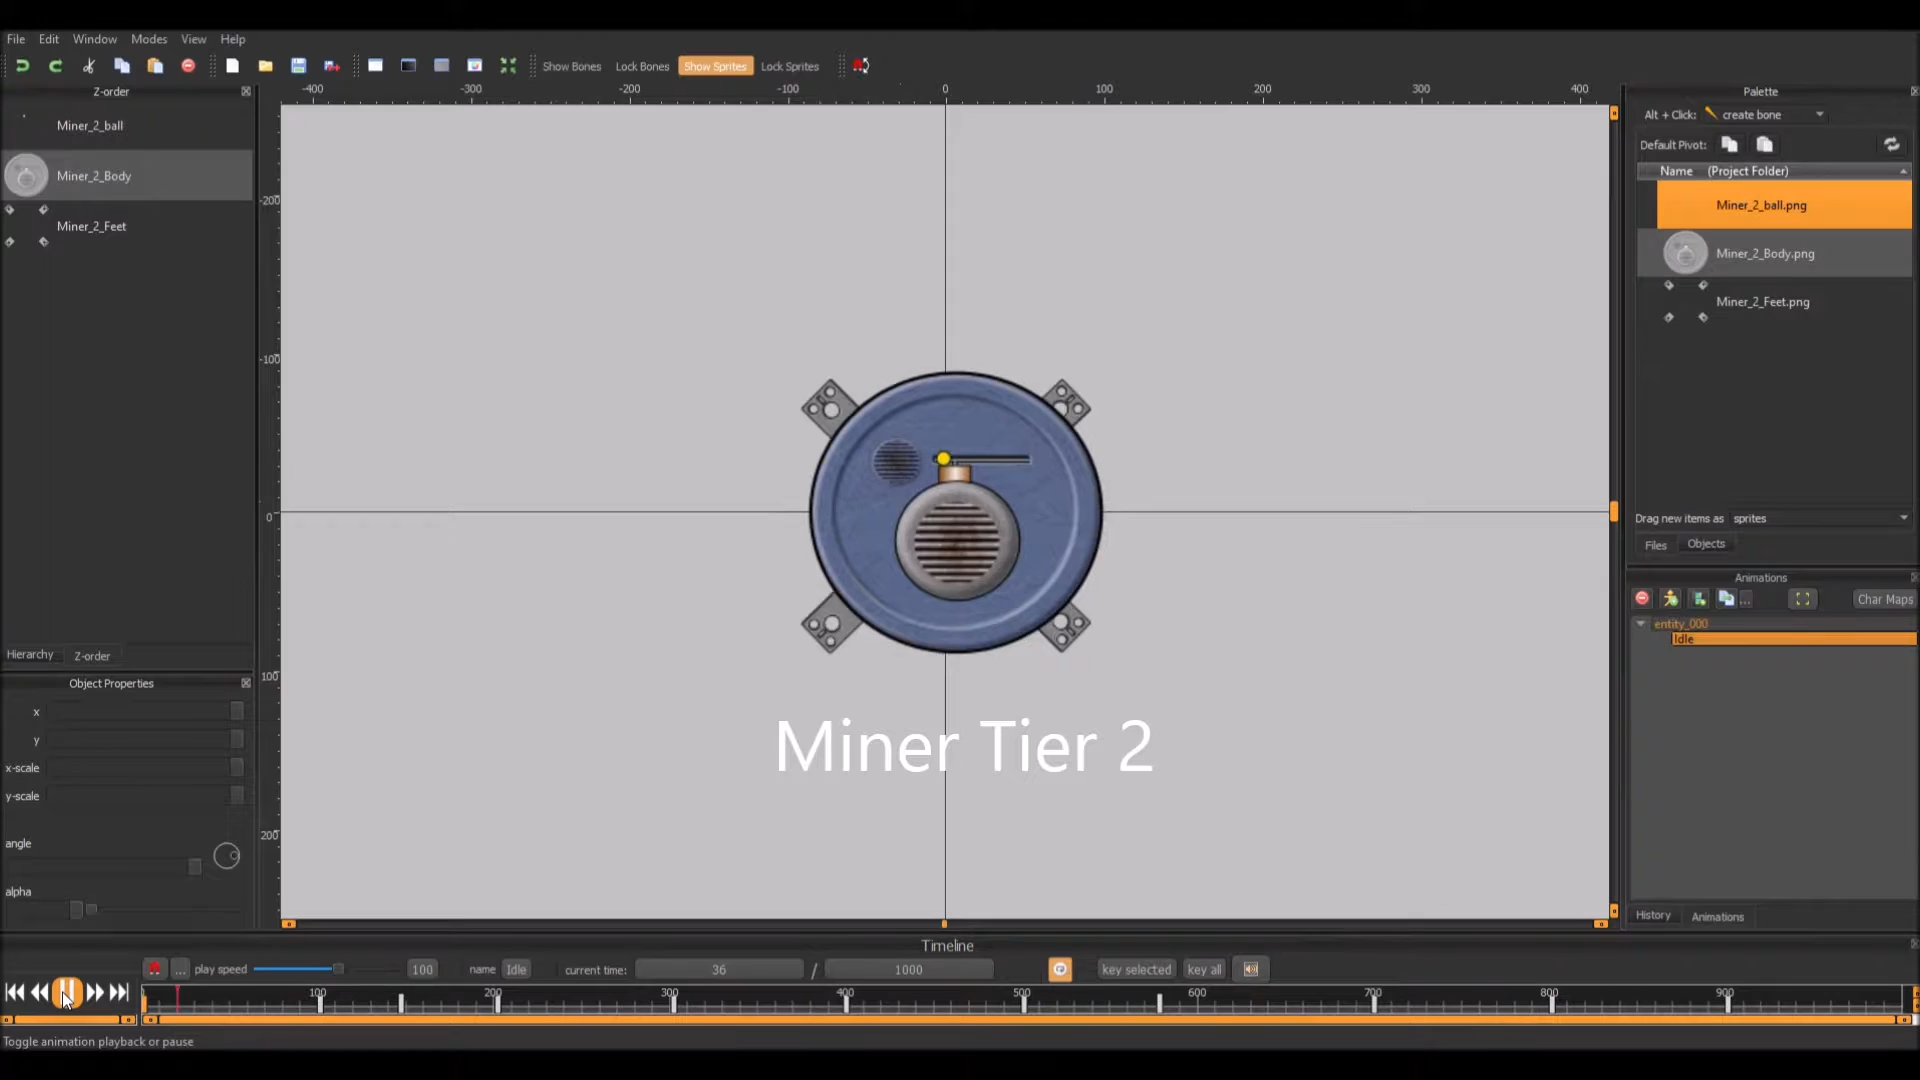 File Edit Window Modes View Help
Show Bones Lock Bones Show Sprites Lock Sprites
Z-order
Miner_2_ball
Miner_2_Body
Miner_2_Feet
Hierarchy Z-order
Object Properties
x
y
x-scale
y-scale
angle
alpha
-400 -300 -200 -100 0 100 200 300 400
-200
-100
0
100
200
Miner Tier 2
Palette
Alt + Click: create bone
Default Pivot:
Name (Project Folder)
Miner_2_ball.png
Miner_2_Body.png
Miner_2_Feet.png
Drag new items as sprites
Files Objects
Animations
... Char Maps
entity_000
Idle
History Animations
Timeline
... play speed 100 name Idle current time: 36 / 1000 key selected key all
100 200 300 400 500 600 700 800 900
Toggle animation playback or pause